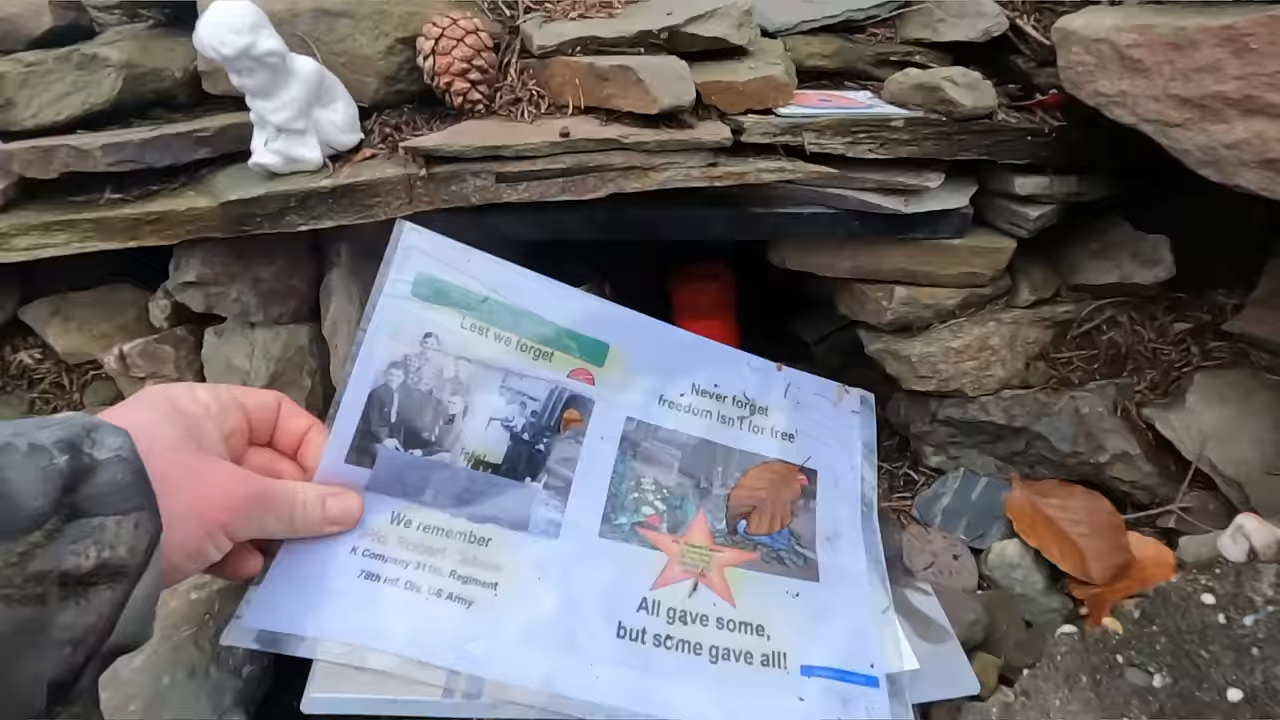 Lest we forget
We remember
K Company 311th. Regiment
78th Inf. Div. US Army
Never forget
freedom isn't for free'
All gave some,
but some gave all!